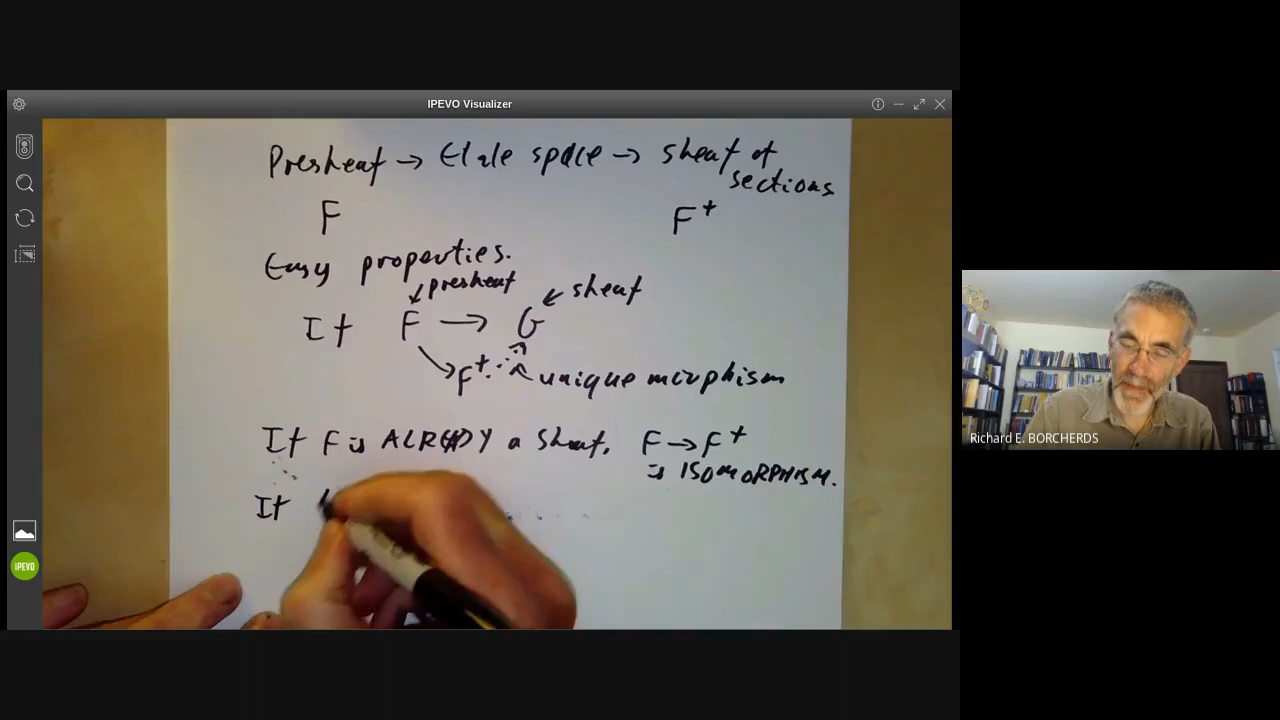 IPEVO Visualizer
Presheaf → Etale space → sheaf of
sections
F F⁺
Easy properties.
presheaf
sheaf
If F → G
F⁺ unique morphism
If F is ALREADY a sheaf, F → F⁺
is ISOMORPHISM.
If
IPEVO
Richard E. BORCHERDS